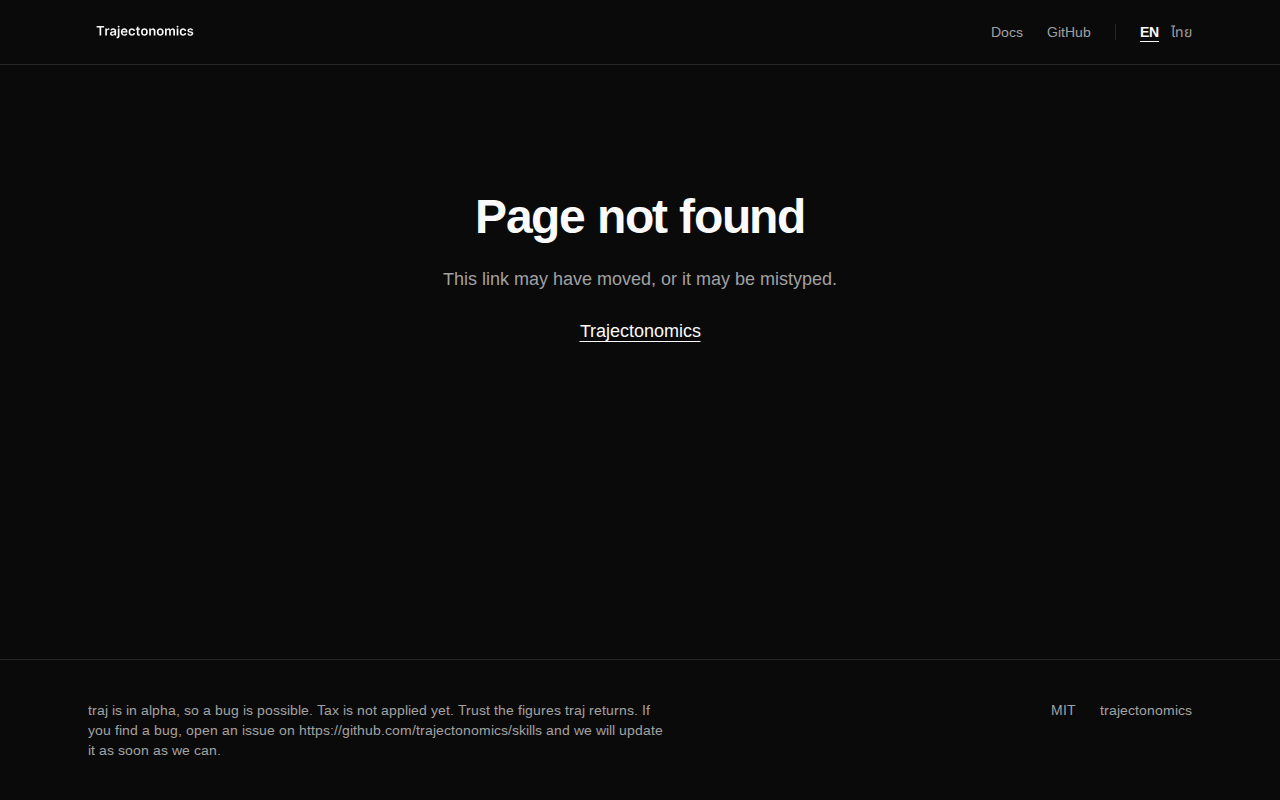 Trajectonomics
Docs GitHub EN ไทย
Page not found
This link may have moved, or it may be mistyped.
Trajectonomics
traj is in alpha, so a bug is possible. Tax is not applied yet. Trust the figures traj returns. If
you find a bug, open an issue on https://github.com/trajectonomics/skills and we will update
it as soon as we can.
MIT trajectonomics